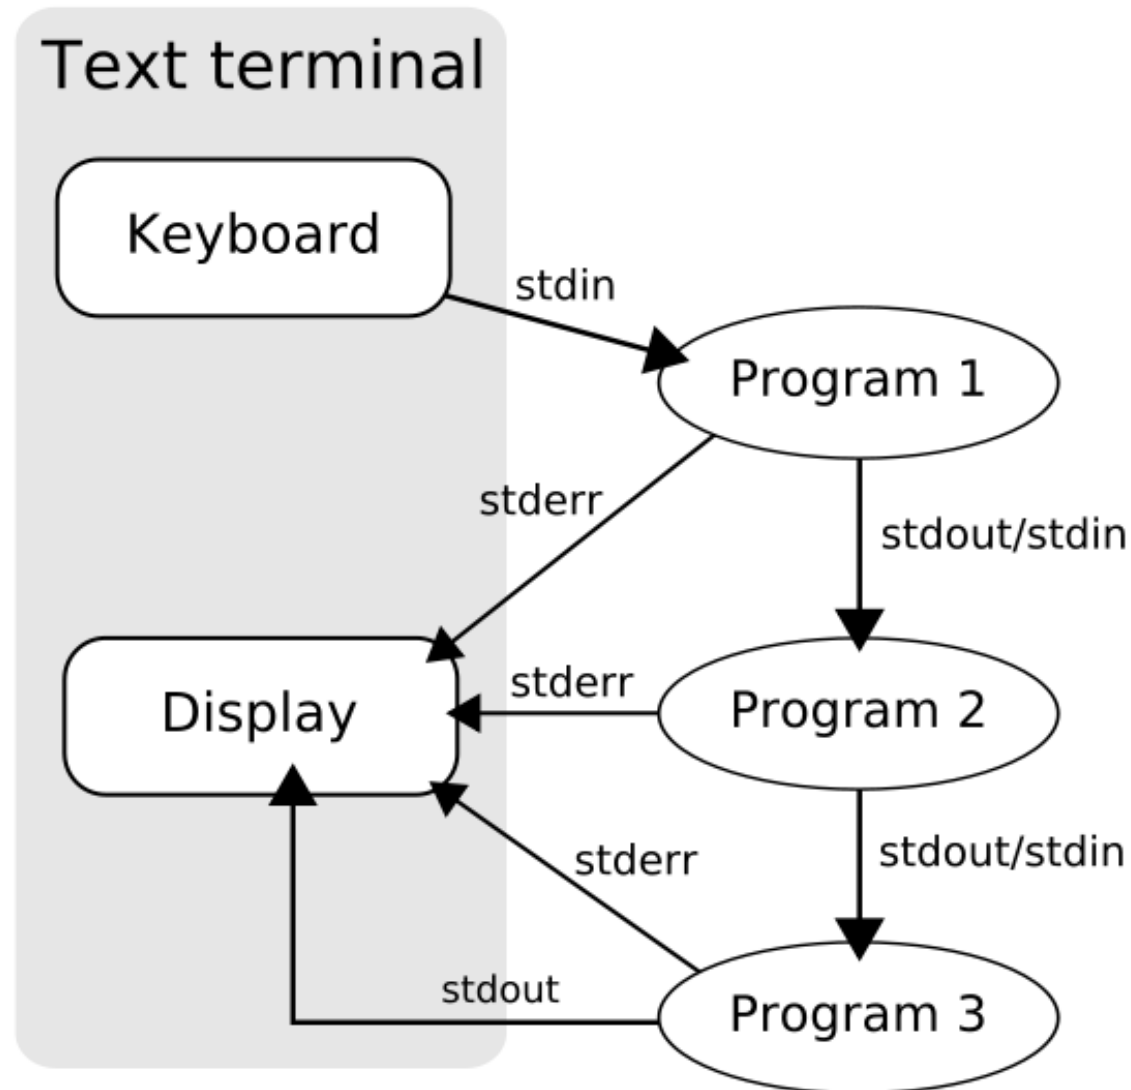 Text terminal
Keyboard
stdin
Program 1
stderr
stdout/stdin
Display
stderr
Program 2
stderr
stdout/stdin
stdout
Program 3